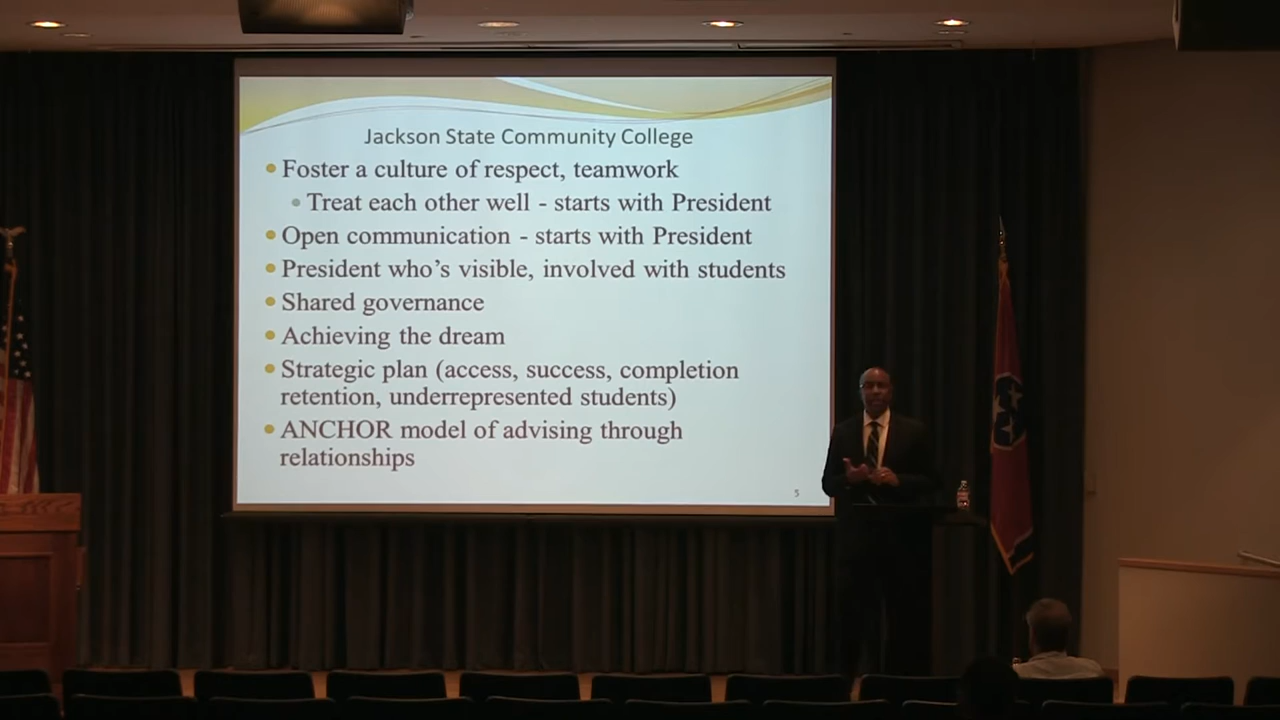 Jackson State Community College
Foster a culture of respect, teamwork
Treat each other well - starts with President
Open communication - starts with President
President who's visible, involved with students
Shared governance
Achieving the dream
Strategic plan (access, success, completion
retention, underrepresented students)
ANCHOR model of advising through
relationships
5